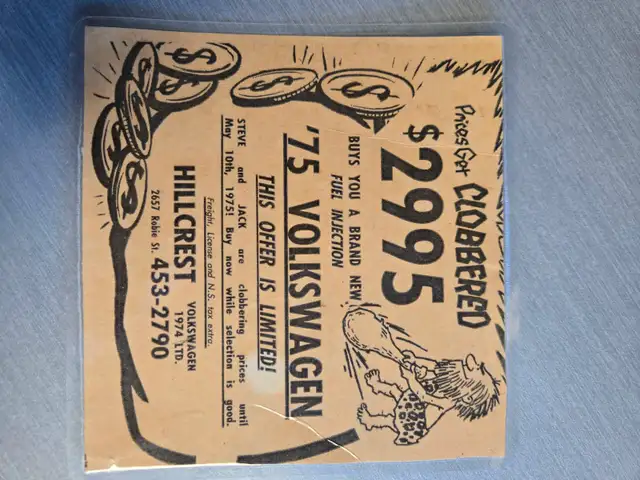 Prices Get CLOBBERED
$2995
BUYS YOU A BRAND NEW
FUEL INJECTION
'75 VOLKSWAGEN
THIS OFFER IS LIMITED!
STEVE and JACK are clobbering prices until
May 10th, 1975! Buy now while selection is good.
Freight, License and N.S. tax extra.
HILLCREST VOLKSWAGEN
1974 LTD.
2657 Robie St. 453-2790